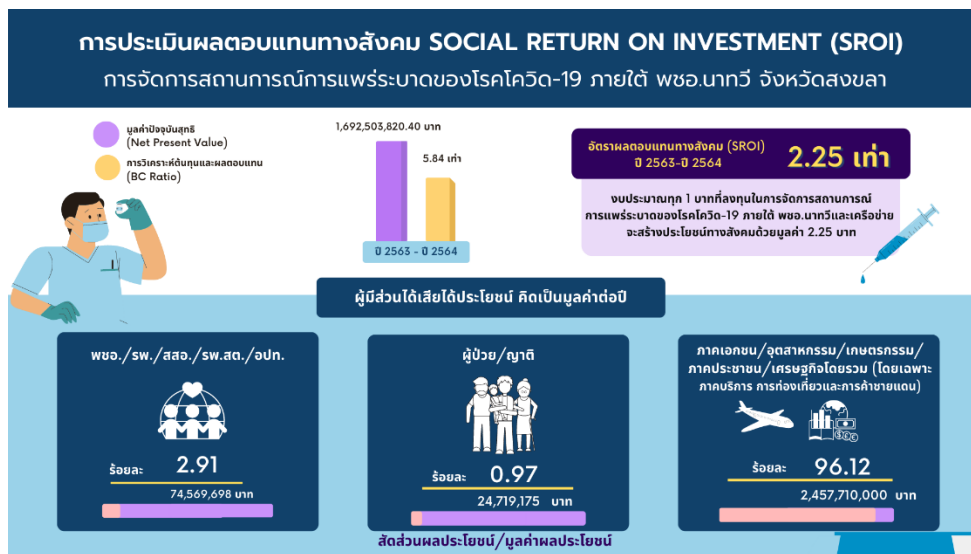 การประเมินผลตอบแทนทางสังคม SOCIAL RETURN ON INVESTMENT (SROI)
การจัดการสถานการณ์การแพร่ระบาดของโรคโควิด-19 ภายใต้ พชอ.นาทวี จังหวัดสงขลา
มูลค่าปัจจุบันสุทธิ
(Net Present Value)
การวิเคราะห์ต้นทุนและผลตอบแทน
(BC Ratio)
1,692,503,820.40 บาท
5.84 เท่า
ปี 2563 - ปี 2564
อัตราผลตอบแทนทางสังคม (SROI)
ปี 2563-ปี 2564
2.25 เท่า
งบประมาณทุก 1 บาทที่ลงทุนในการจัดการสถานการณ์
การแพร่ระบาดของโรคโควิด-19 ภายใต้ พชอ.นาทวีและเครือข่าย
จะสร้างประโยชน์ทางสังคมด้วยมูลค่า 2.25 บาท
ผู้มีส่วนได้เสียได้ประโยชน์ คิดเป็นมูลค่าต่อปี
พชอ./รพ./สสอ./รพ.สต./อปท.
ร้อยละ 2.91
74,569,698 บาท
ผู้ป่วย/ญาติ
ร้อยละ 0.97
24,719,175 บาท
ภาคเอกชน/อุตสาหกรรม/เกษตรกรรม/
ภาคประชาชน/เศรษฐกิจโดยรวม (โดยเฉพาะ
ภาคบริการ การท่องเที่ยวและการค้าชายแดน)
ร้อยละ 96.12
2,457,710,000 บาท
สัดส่วนผลประโยชน์/มูลค่าผลประโยชน์